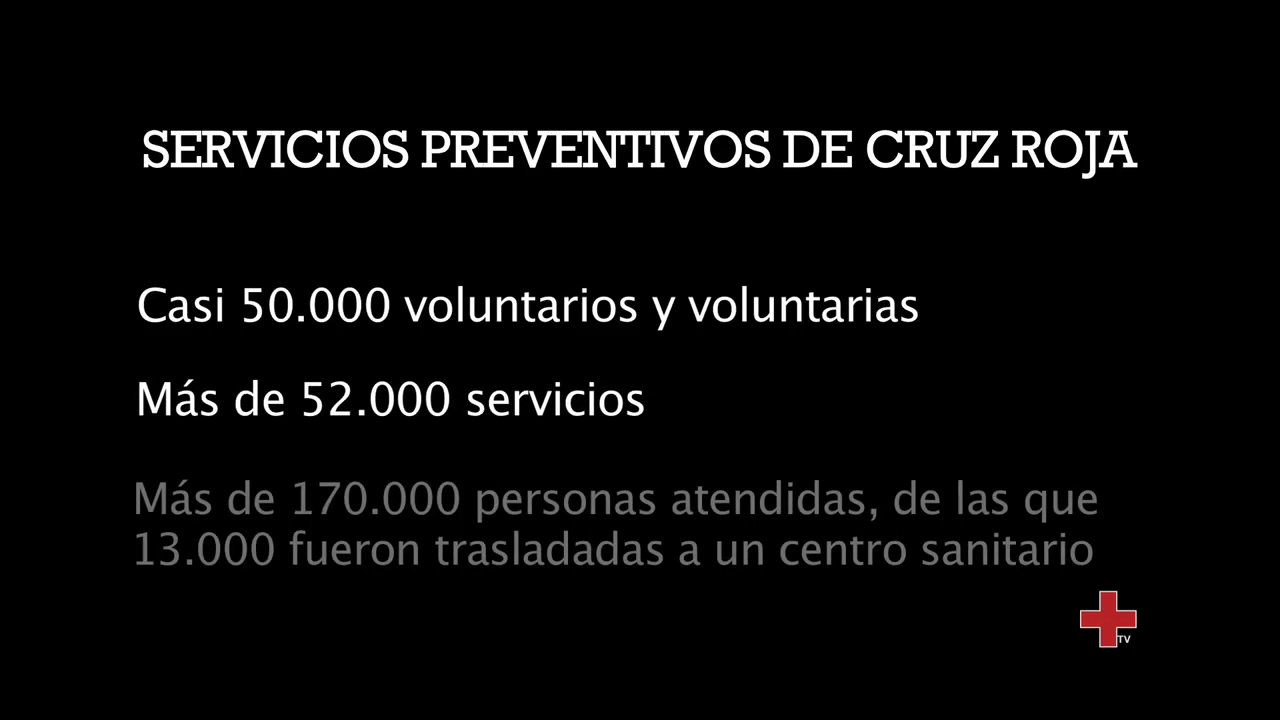 SERVICIOS PREVENTIVOS DE CRUZ ROJA
Casi 50.000 voluntarios y voluntarias
Más de 52.000 servicios
Más de 170.000 personas atendidas, de las que
13.000 fueron trasladadas a un centro sanitario
TV